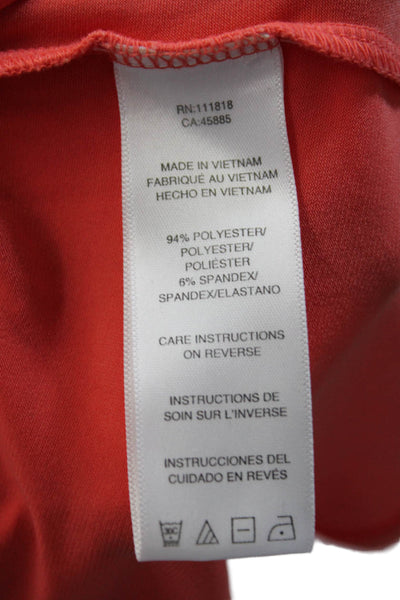 RN:111818
CA:45885
MADE IN VIETNAM
FABRIQUÉ AU VIETNAM
HECHO EN VIETNAM
94% POLYESTER/
POLYESTER/
POLIÉSTER
6% SPANDEX/
SPANDEX/ELASTANO
CARE INSTRUCTIONS
ON REVERSE
INSTRUCTIONS DE
SOIN SUR L'INVERSE
INSTRUCCIONES DEL
CUIDADO EN REVÉS
30C